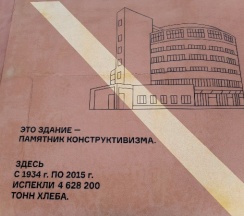 ЭТО ЗДАНИЕ —
ПАМЯТНИК КОНСТРУКТИВИЗМА.
ЗДЕСЬ
С 1934 г. ПО 2015 г.
ИСПЕКЛИ 4 628 200
ТОНН ХЛЕБА.